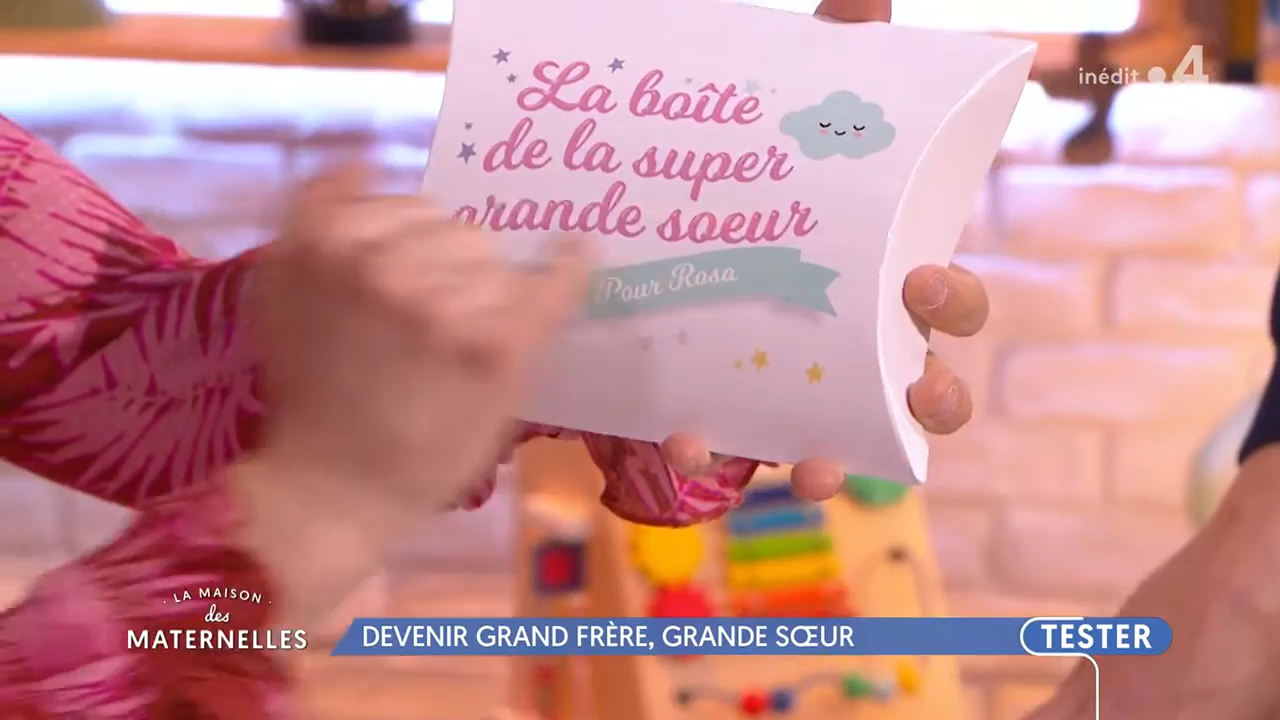 inédit 4
La boîte
de la super
grande soeur
Pour Rosa
LA MAISON
des
MATERNELLES
DEVENIR GRAND FRÈRE, GRANDE SŒUR
TESTER